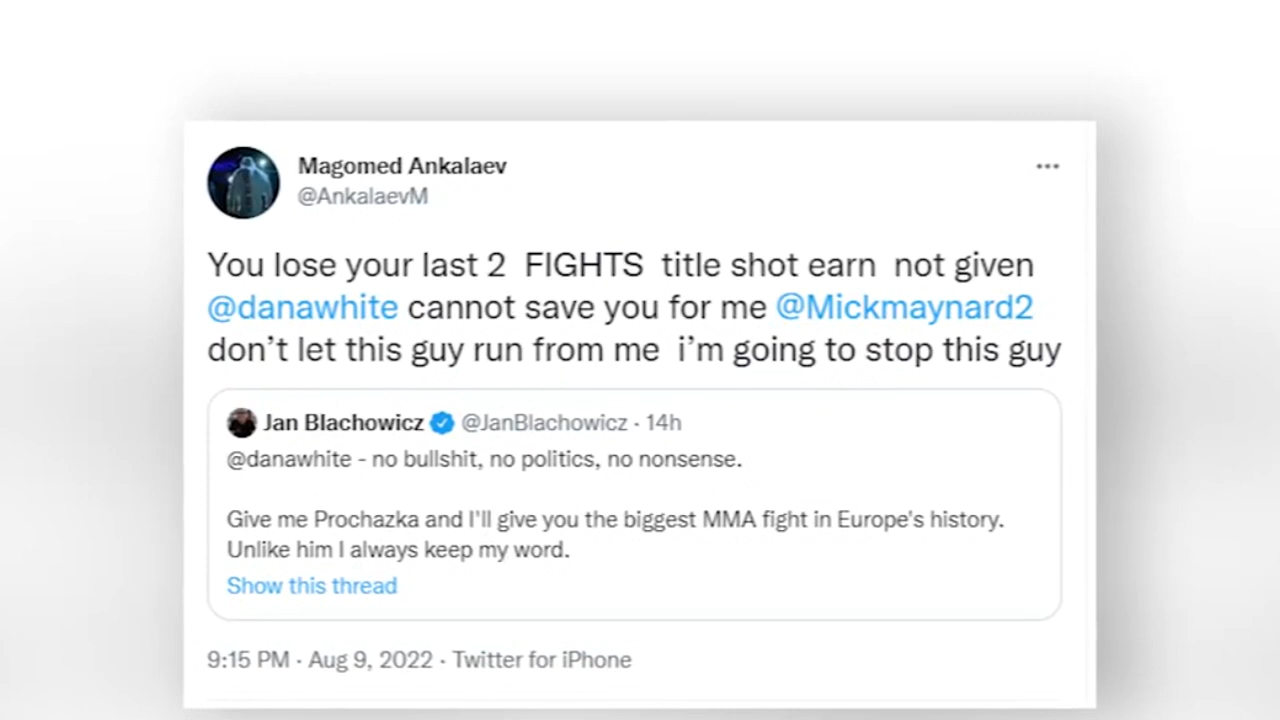 Magomed Ankalaev
@AnkalaevM
You lose your last 2 FIGHTS title shot earn not given
@danawhite cannot save you for me @Mickmaynard2
don’t let this guy run from me i’m going to stop this guy
Jan Blachowicz @JanBlachowicz · 14h
@danawhite - no bullshit, no politics, no nonsense.
Give me Prochazka and I'll give you the biggest MMA fight in Europe's history.
Unlike him I always keep my word.
Show this thread
9:15 PM · Aug 9, 2022 · Twitter for iPhone